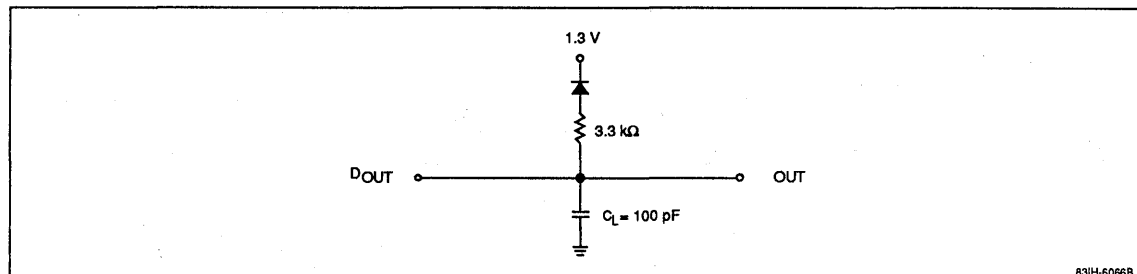 1.3 V
3.3 kΩ
DOUT
OUT
CL = 100 pF
83IH-6066B